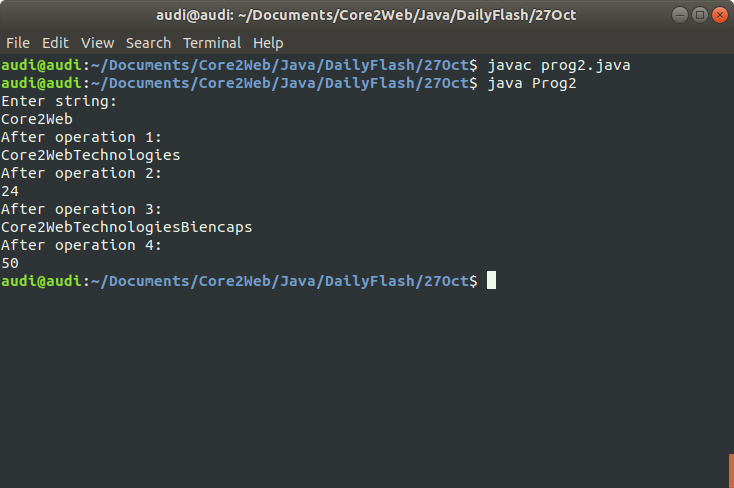 audi@audi: ~/Documents/Core2Web/Java/DailyFlash/27Oct
File Edit View Search Terminal Help
audi@audi:~/Documents/Core2Web/Java/DailyFlash/27Oct$ javac prog2.java
audi@audi:~/Documents/Core2Web/Java/DailyFlash/27Oct$ java Prog2
Enter string:
Core2Web
After operation 1:
Core2WebTechnologies
After operation 2:
24
After operation 3:
Core2WebTechnologiesBiencaps
After operation 4:
50
audi@audi:~/Documents/Core2Web/Java/DailyFlash/27Oct$